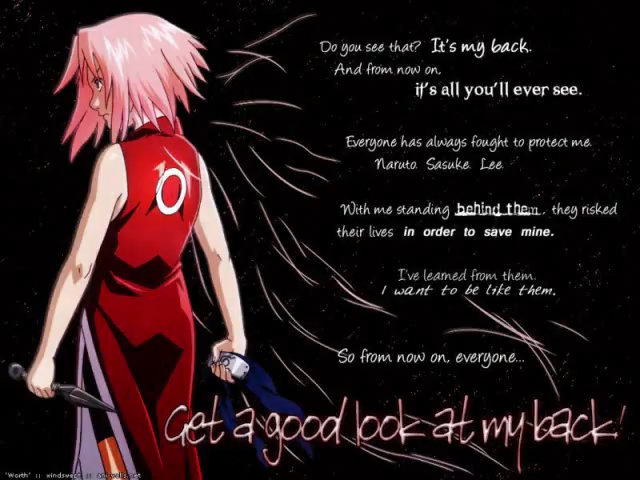 Do you see that? It's my back.
And from now on,
it's all you'll ever see.
Everyone has always fought to protect me
Naruto. Sasuke. Lee
With me standing behind them, they risked
their lives in order to save mine.
I've learned from them.
I want to be like them.
So from now on, everyone...
Get a good look at my back!
"Worth" :: windswept ::